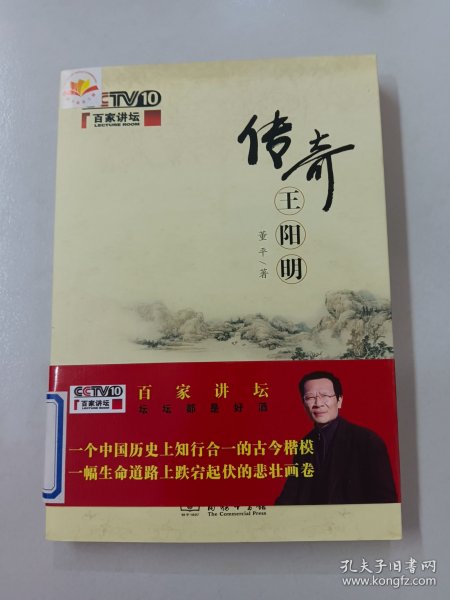 CCTV10
百家讲坛
LECTURE ROOM
传奇
王阳明
董平/著
CCTV10
百家讲坛
LECTURE ROOM
百家讲坛
坛坛都是好酒
一个中国历史上知行合一的古今楷模
一幅生命道路上跌宕起伏的悲壮画卷
商务印书馆
The Commercial Press
孔夫子旧书网
www.kongfz.com